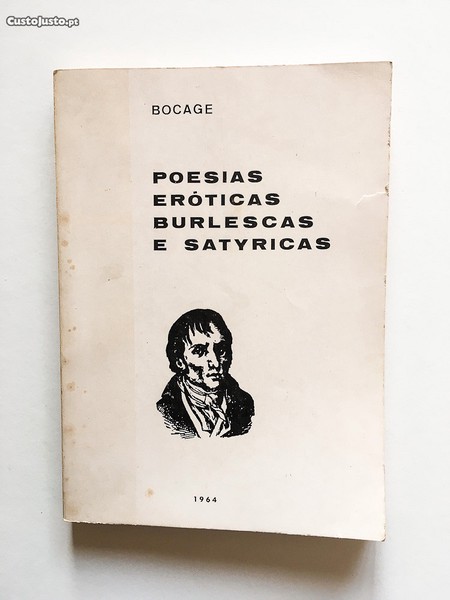 CustoJusto.pt
BOCAGE
POESIAS
ERÓTICAS
BURLESCAS
E SATYRICAS
1964